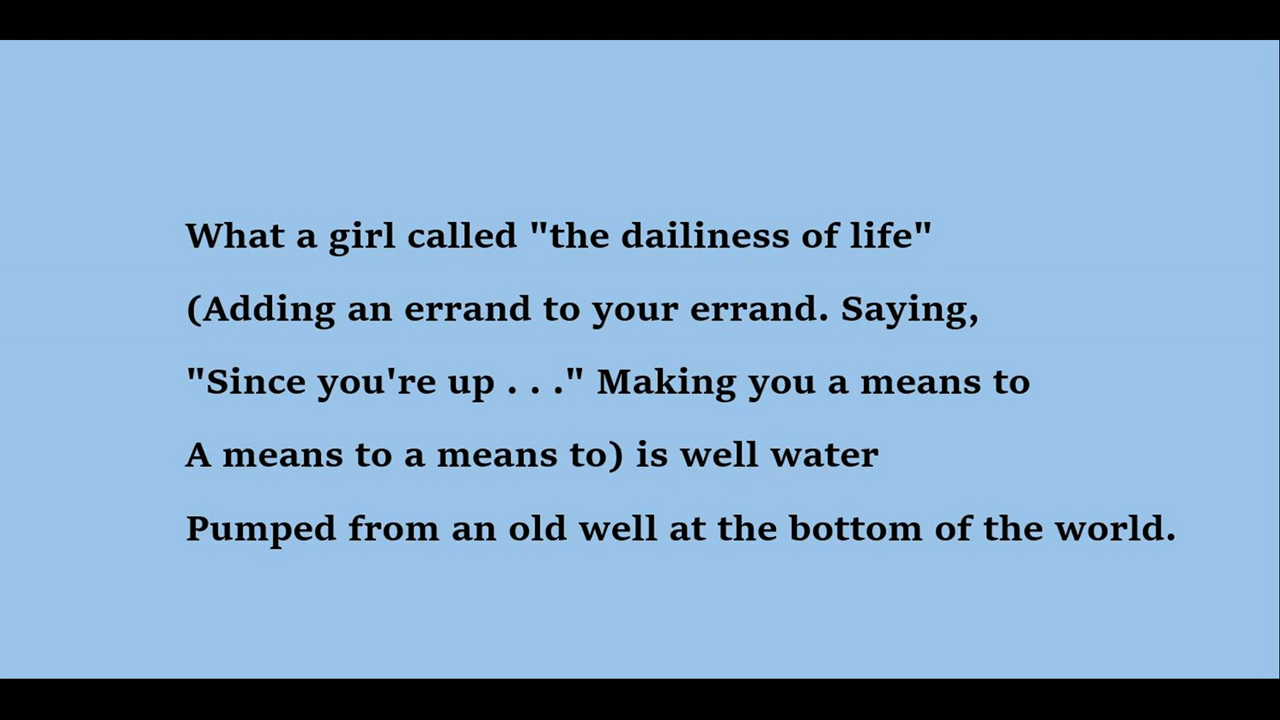 What a girl called "the dailiness of life"
(Adding an errand to your errand. Saying,
"Since you're up . . ." Making you a means to
A means to a means to) is well water
Pumped from an old well at the bottom of the world.